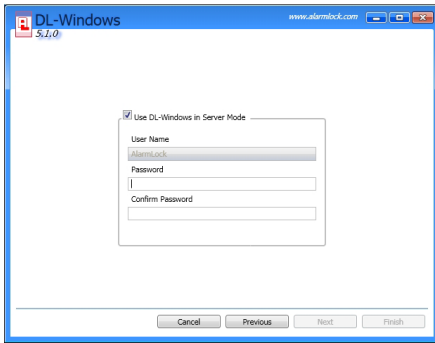 DL-Windows
www.alarmlock.com
5.1.0
Use DL-Windows in Server Mode
User Name
AlarmLock
Password
Confirm Password
Cancel Previous Next Finish